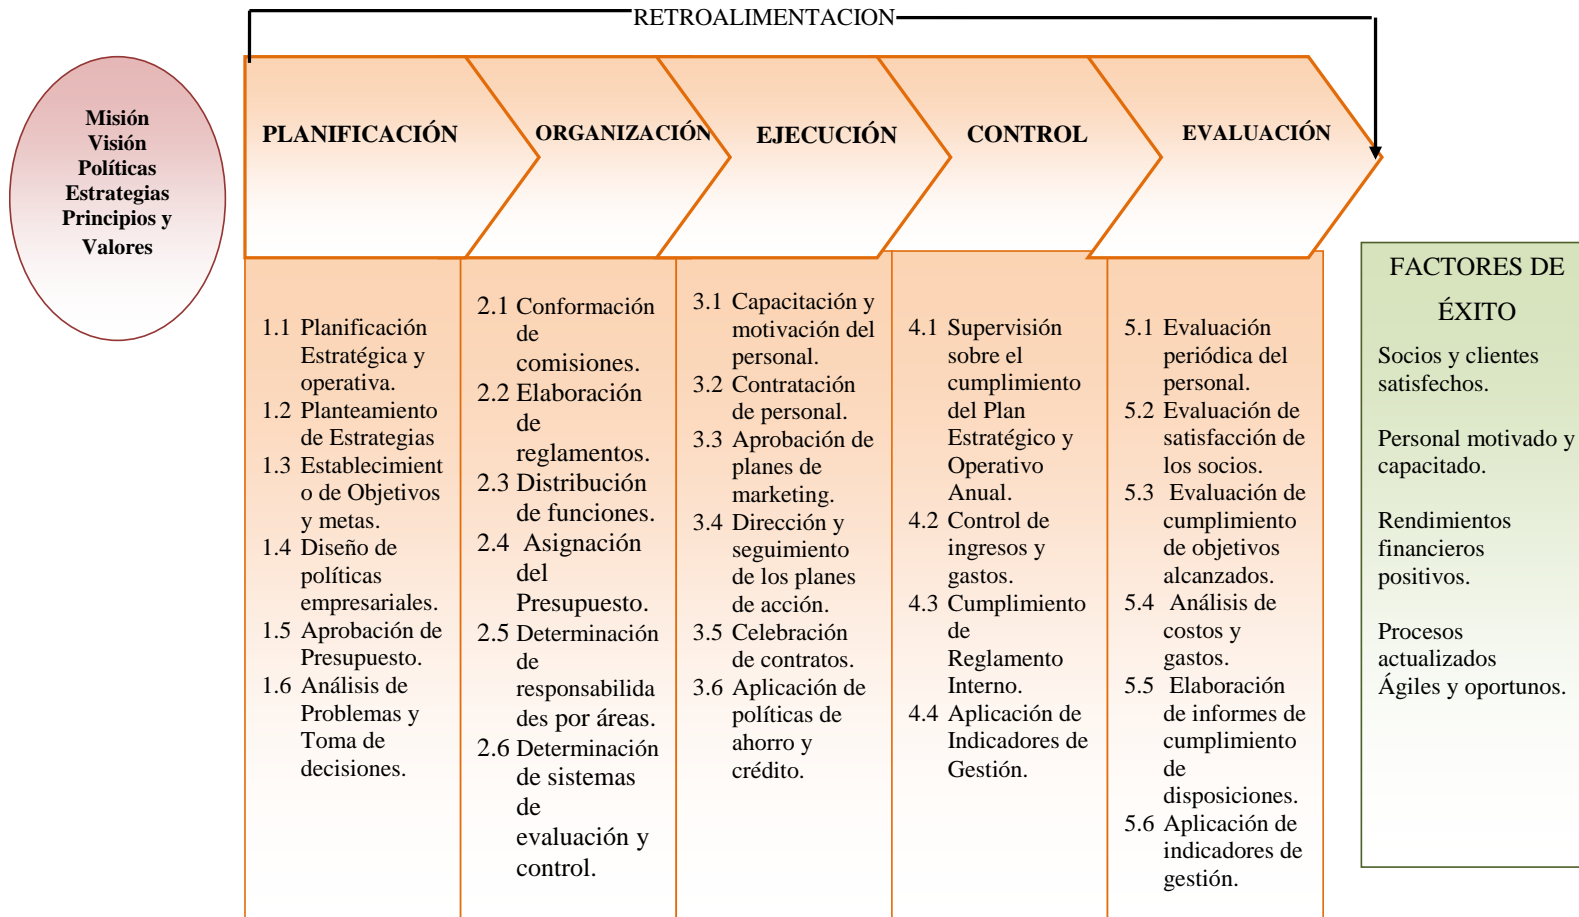 RETROALIMENTACION
Misión
Visión
Políticas
Estrategias
Principios y
Valores
PLANIFICACIÓN
ORGANIZACIÓN
EJECUCIÓN
CONTROL
EVALUACIÓN
1.1 Planificación
Estratégica y
operativa.
1.2 Planteamiento
de Estrategias
1.3 Establecimient
o de Objetivos
y metas.
1.4 Diseño de
políticas
empresariales.
1.5 Aprobación de
Presupuesto.
1.6 Análisis de
Problemas y
Toma de
decisiones.
2.1 Conformación
de
comisiones.
2.2 Elaboración
de
reglamentos.
2.3 Distribución
de funciones.
2.4 Asignación
del
Presupuesto.
2.5 Determinación
de
responsabilida
des por áreas.
2.6 Determinación
de sistemas
de
evaluación y
control.
3.1 Capacitación y
motivación del
personal.
3.2 Contratación
de personal.
3.3 Aprobación de
planes de
marketing.
3.4 Dirección y
seguimiento
de los planes
de acción.
3.5 Celebración
de contratos.
3.6 Aplicación de
políticas de
ahorro y
crédito.
4.1 Supervisión
sobre el
cumplimiento
del Plan
Estratégico y
Operativo
Anual.
4.2 Control de
ingresos y
gastos.
4.3 Cumplimiento
de
Reglamento
Interno.
4.4 Aplicación de
Indicadores de
Gestión.
5.1 Evaluación
periódica del
personal.
5.2 Evaluación de
satisfacción de
los socios.
5.3 Evaluación de
cumplimiento
de objetivos
alcanzados.
5.4 Análisis de
costos y
gastos.
5.5 Elaboración
de informes de
cumplimiento
de
disposiciones.
5.6 Aplicación de
indicadores de
gestión.
FACTORES DE
ÉXITO
Socios y clientes
satisfechos.
Personal motivado y
capacitado.
Rendimientos
financieros
positivos.
Procesos
actualizados
Ágiles y oportunos.